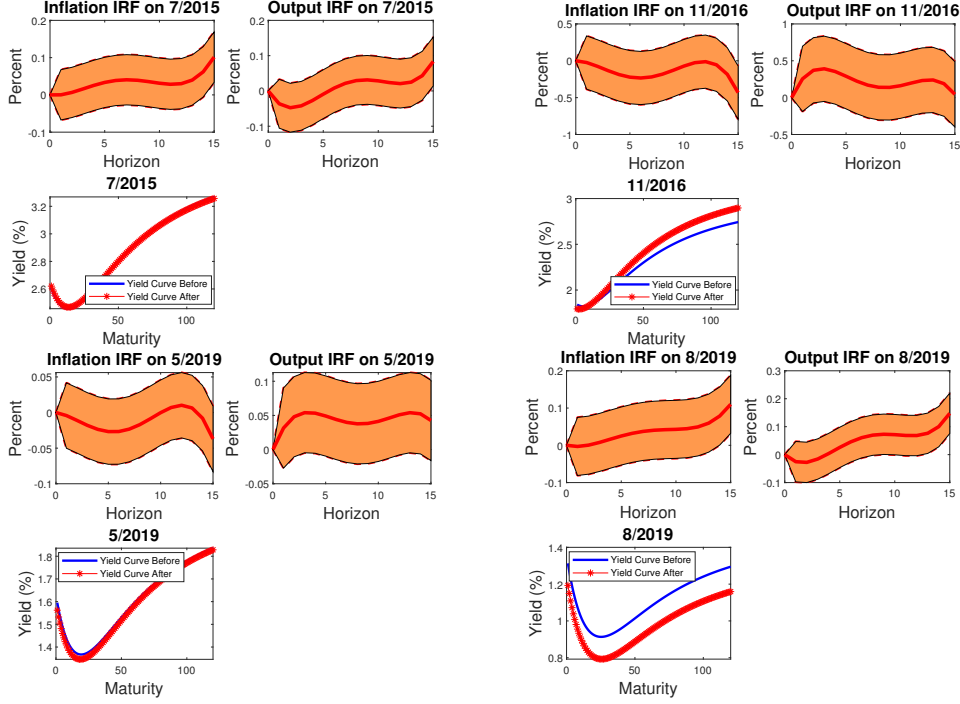 Inflation IRF on 7/2015
Percent
0.2
0.1
0
-0.1
0
5
10
15
Horizon
Output IRF on 7/2015
Percent
0.2
0.1
0
-0.1
0
5
10
15
Horizon
7/2015
Yield (%)
3.2
3
2.8
2.6
0
50
100
Maturity
Yield Curve Before
Yield Curve After
Inflation IRF on 11/2016
Percent
0.5
0
-0.5
-1
0
5
10
15
Horizon
Output IRF on 11/2016
Percent
1
0.5
0
-0.5
0
5
10
15
Horizon
11/2016
Yield (%)
3
2.5
2
0
50
100
Maturity
Yield Curve Before
Yield Curve After
Inflation IRF on 5/2019
Percent
0.05
0
-0.05
-0.1
0
5
10
15
Horizon
Output IRF on 5/2019
Percent
0.1
0.05
0
-0.05
0
5
10
15
Horizon
5/2019
Yield (%)
1.8
1.7
1.6
1.5
1.4
0
50
100
Maturity
Yield Curve Before
Yield Curve After
Inflation IRF on 8/2019
Percent
0.2
0.1
0
-0.1
0
5
10
15
Horizon
Output IRF on 8/2019
Percent
0.3
0.2
0.1
0
-0.1
0
5
10
15
Horizon
8/2019
Yield (%)
1.4
1.2
1
0.8
0
50
100
Maturity
Yield Curve Before
Yield Curve After